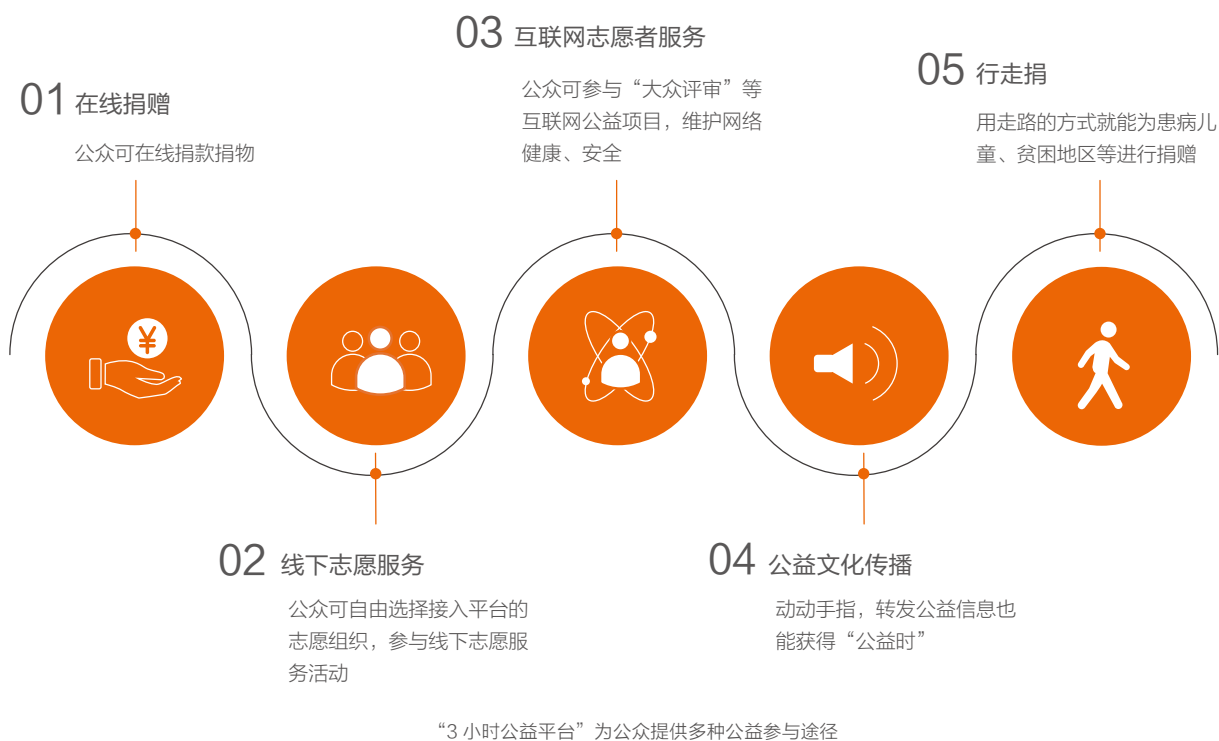 01 在线捐赠
公众可在线捐款捐物
02 线下志愿服务
公众可自由选择接入平台的
志愿组织，参与线下志愿服
务活动
03 互联网志愿者服务
公众可参与“大众评审”等
互联网公益项目，维护网络
健康、安全
04 公益文化传播
动动手指，转发公益信息也
能获得“公益时”
05 行走捐
用走路的方式就能为患病儿
童、贫困地区等进行捐赠
¥
“3 小时公益平台”为公众提供多种公益参与途径